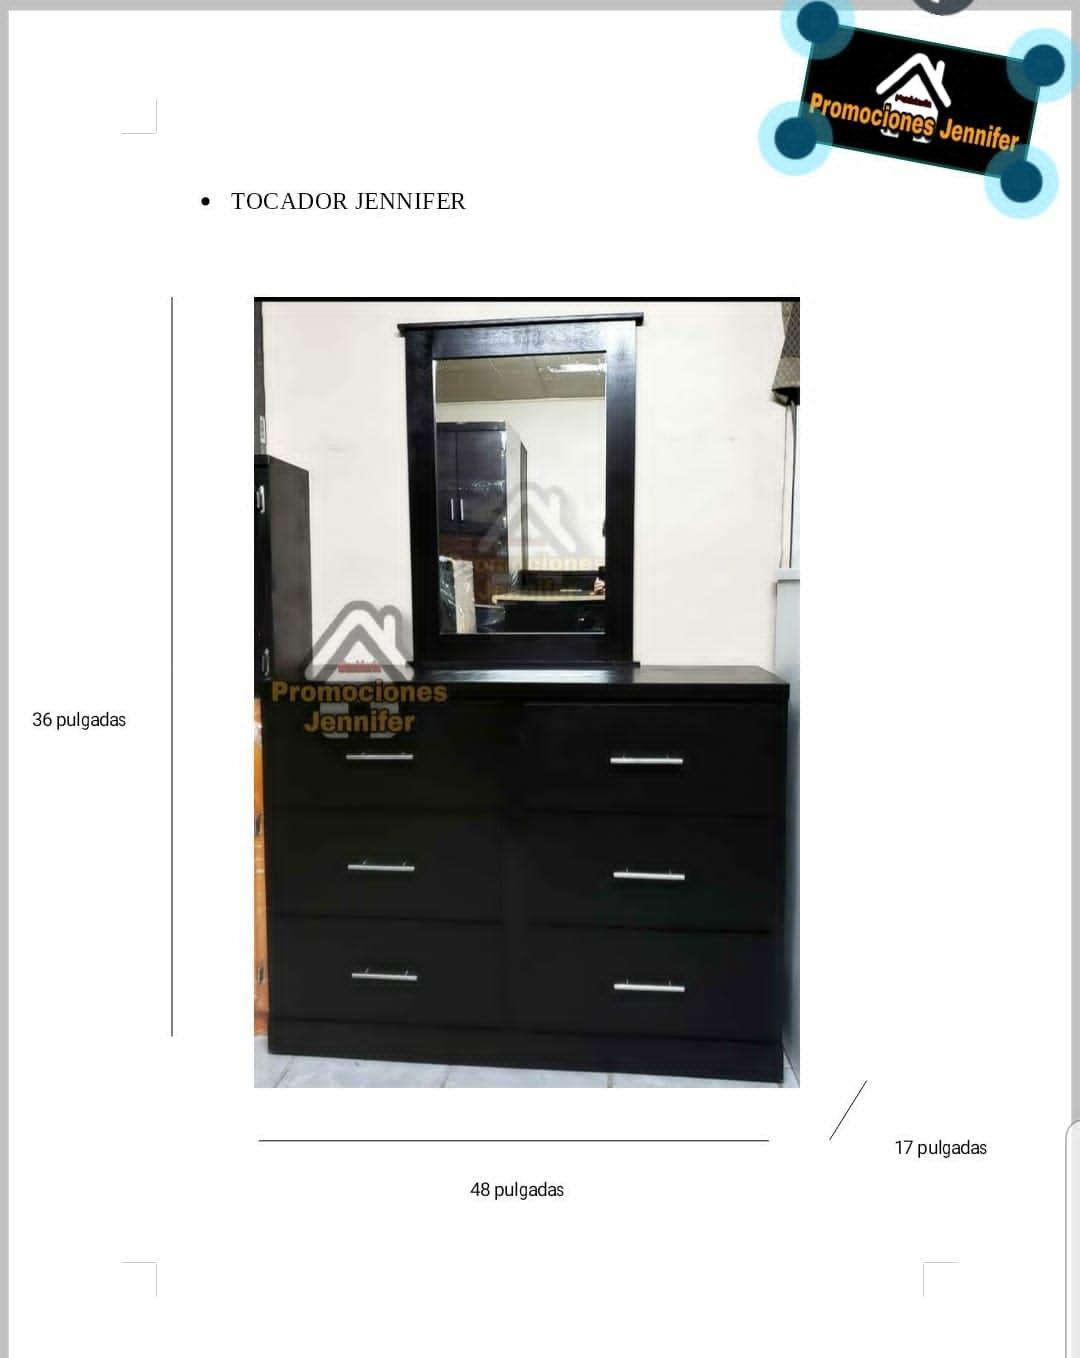 Promociones Jennifer
TOCADOR JENNIFER
Promociones
Jennifer
36 pulgadas
17 pulgadas
48 pulgadas